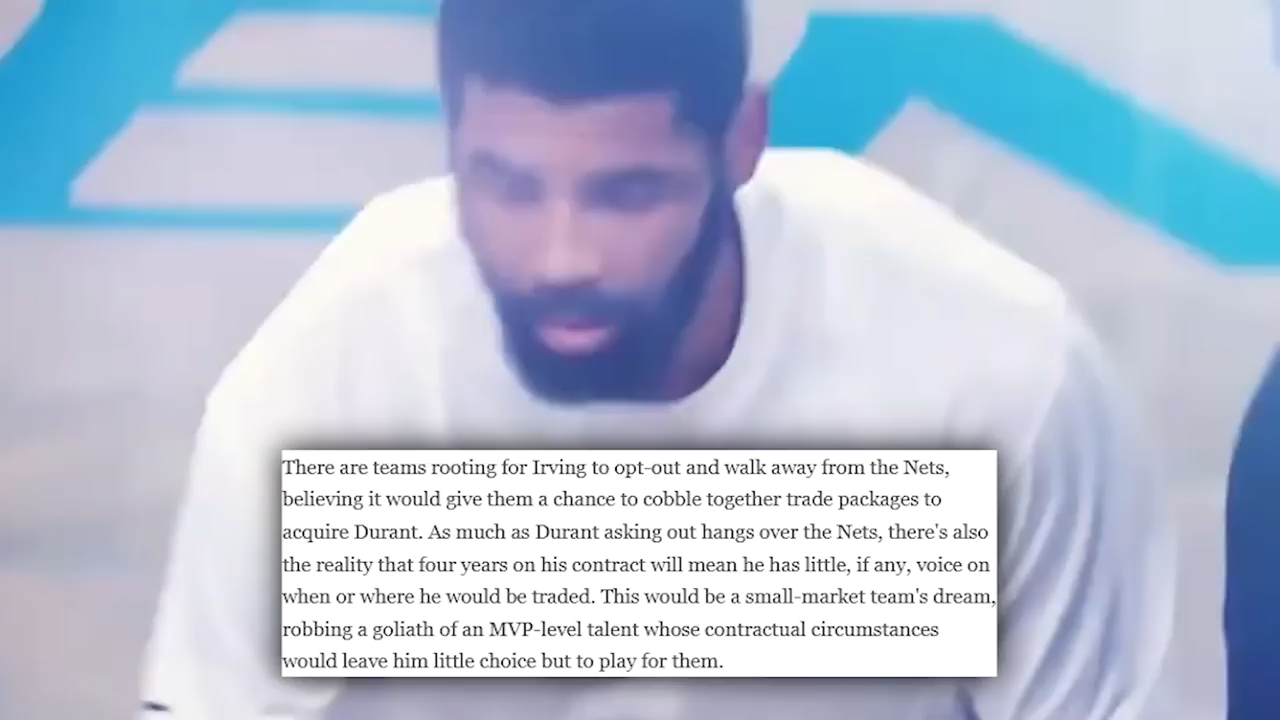 There are teams rooting for Irving to opt-out and walk away from the Nets,
believing it would give them a chance to cobble together trade packages to
acquire Durant. As much as Durant asking out hangs over the Nets, there's also
the reality that four years on his contract will mean he has little, if any, voice on
when or where he would be traded. This would be a small-market team's dream,
robbing a goliath of an MVP-level talent whose contractual circumstances
would leave him little choice but to play for them.